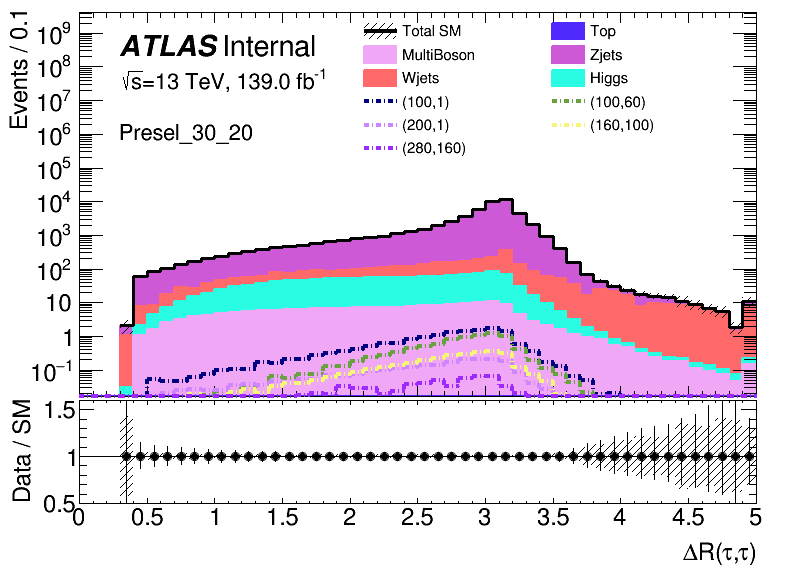 Events / 0.1
10⁹
10⁸
10⁷
10⁶
10⁵
10⁴
10³
10²
10
1
10⁻¹
ATLAS Internal
√s=13 TeV, 139.0 fb⁻¹
Presel_30_20
Total SM
Top
MultiBoson
Zjets
Wjets
Higgs
(100,1)
(100,60)
(200,1)
(160,100)
(280,160)
Data / SM
1.5
1
0.5
0 0.5 1 1.5 2 2.5 3 3.5 4 4.5 5
ΔR(τ,τ)